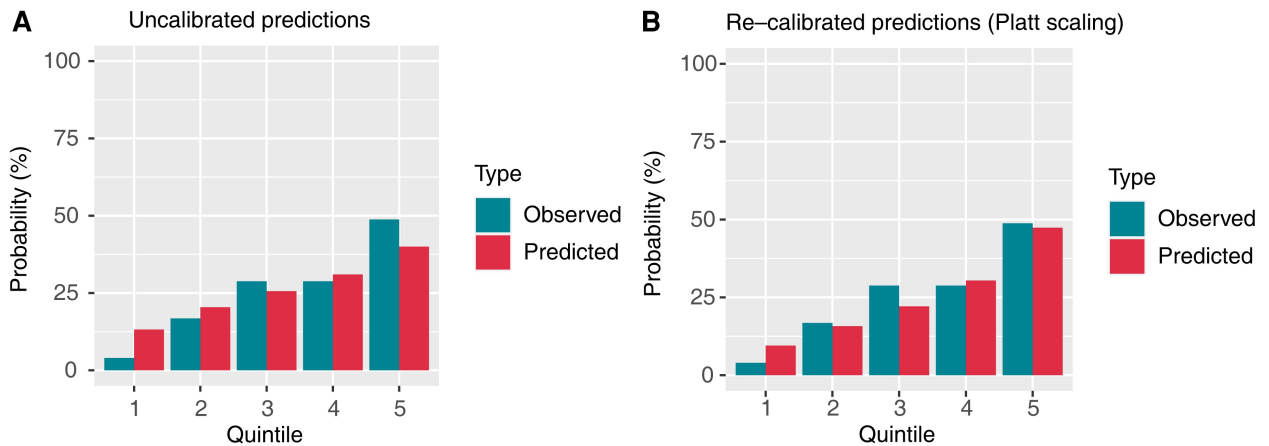 A
Uncalibrated predictions
100
75
50
25
0
Probability (%)
1 2 3 4 5
Quintile
Type
Observed
Predicted
B
Re–calibrated predictions (Platt scaling)
100
75
50
25
0
Probability (%)
1 2 3 4 5
Quintile
Type
Observed
Predicted